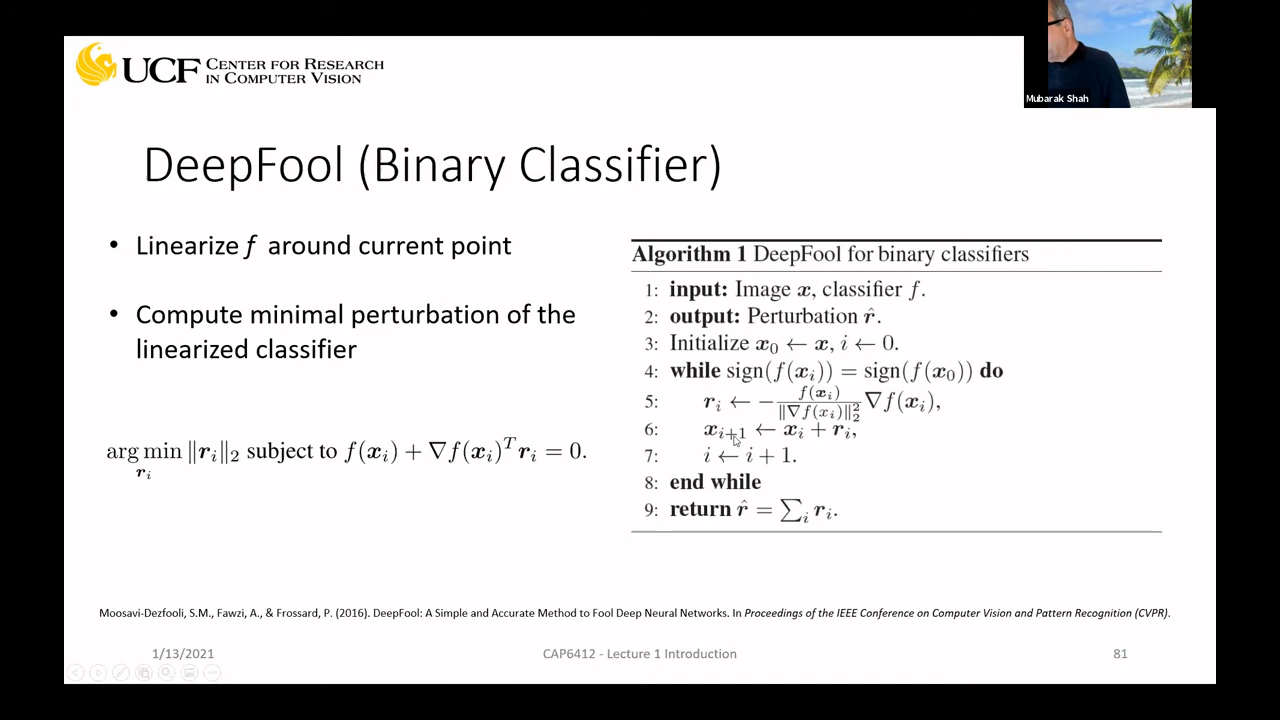 UCF CENTER FOR RESEARCH
IN COMPUTER VISION
Mubarak Shah
DeepFool (Binary Classifier)
• Linearize f around current point
• Compute minimal perturbation of the
linearized classifier
arg min_{r_i} ‖r_i‖_2 subject to f(x_i) + ∇f(x_i)^T r_i = 0.
Algorithm 1 DeepFool for binary classifiers
1: input: Image x, classifier f.
2: output: Perturbation r̂.
3: Initialize x_0 ← x, i ← 0.
4: while sign(f(x_i)) = sign(f(x_0)) do
5: r_i ← − f(x_i) / ‖∇f(x_i)‖_2^2 ∇f(x_i),
6: x_{i+1} ← x_i + r_i,
7: i ← i + 1.
8: end while
9: return r̂ = ∑_i r_i.
Moosavi-Dezfooli, S.M., Fawzi, A., & Frossard, P. (2016). DeepFool: A Simple and Accurate Method to Fool Deep Neural Networks. In Proceedings of the IEEE Conference on Computer Vision and Pattern Recognition (CVPR).
1/13/2021
CAP6412 - Lecture 1 Introduction
81